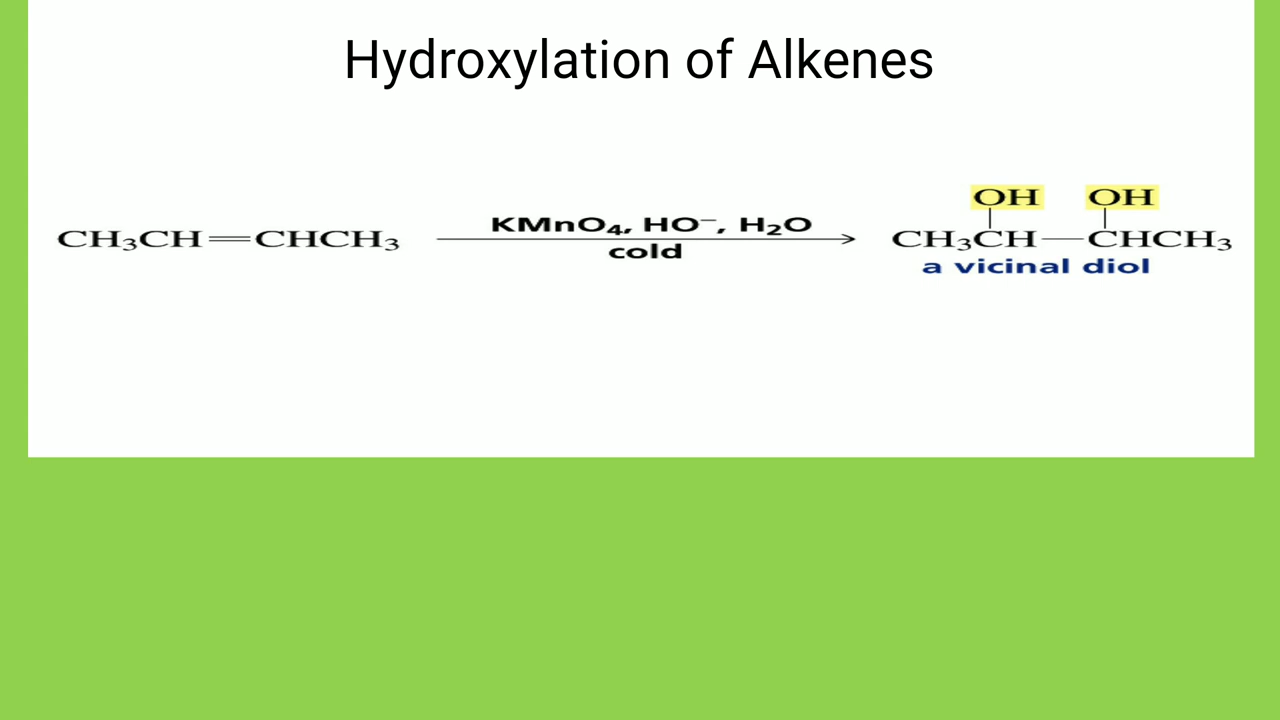 Hydroxylation of Alkenes
OH OH
KMnO₄, HO⁻, H₂O
CH₃CH=CHCH₃ CH₃CH—CHCH₃
cold
a vicinal diol